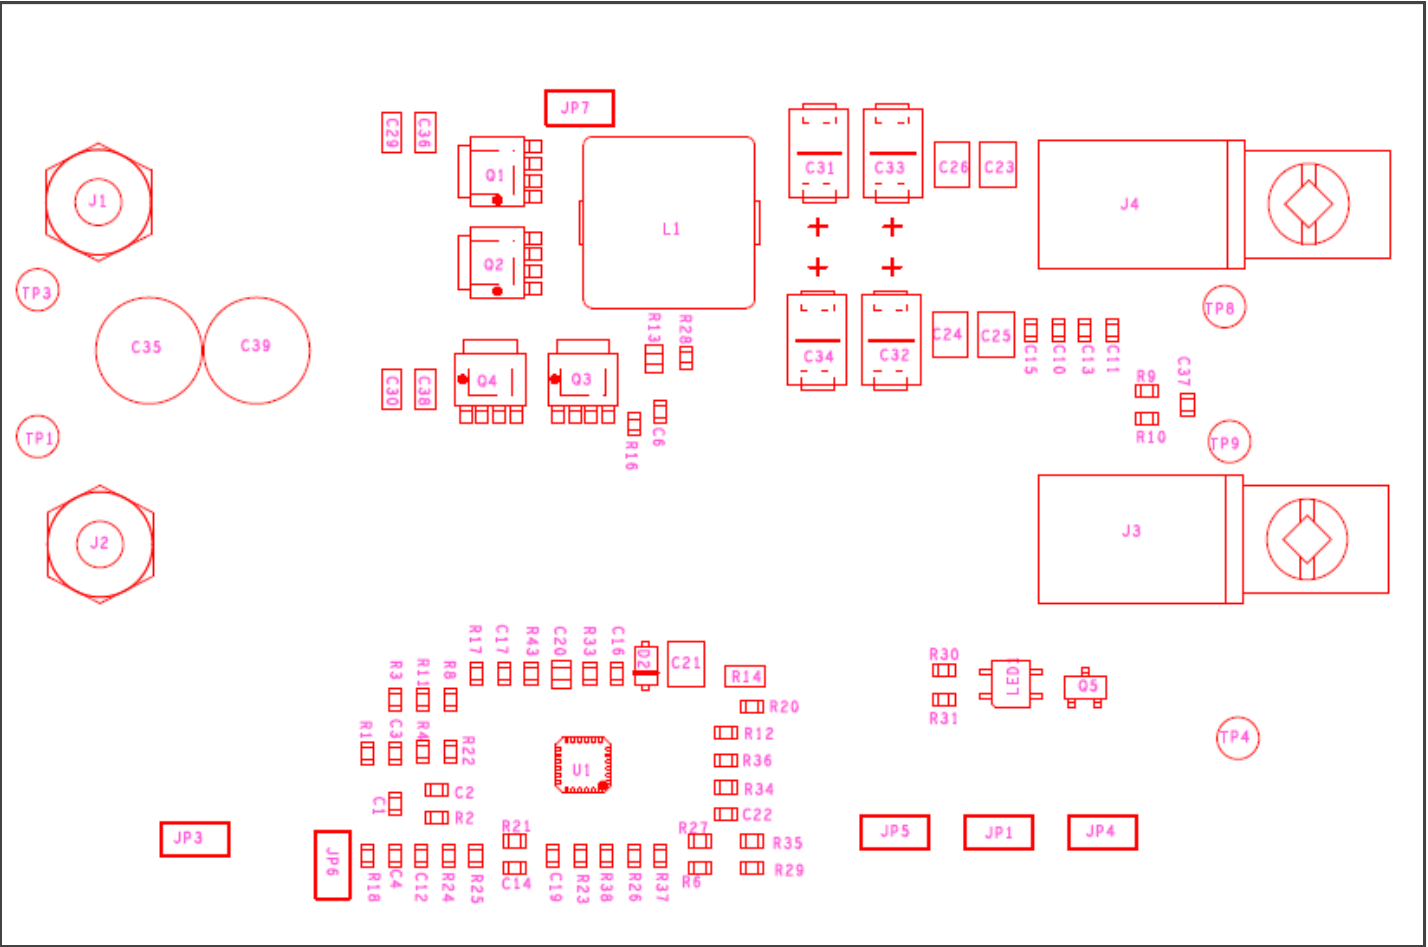 JP7
C29
C36
Q1
C31
C33
C26
C23
J1
J4
L1
+
+
Q2
+
+
TP3
TP8
R13
R28
C35
C39
C24
C25
C34
C32
C15
C10
C13
C11
C30
C38
Q4
Q3
R9
C37
C6
R16
R10
TP1
TP9
J2
J3
R17
C17
R43
C20
R33
C16
D2
C21
R3
R11
R8
R14
R30
LED1
Q5
R31
R20
R1
C3
R4
R22
R12
TP4
U1
R36
C1
C2
R34
R2
C22
JP3
JP6
R21
R27
R35
JP5
JP1
JP4
R18
C4
C12
R24
R25
C14
C19
R23
R38
R26
R37
R6
R29